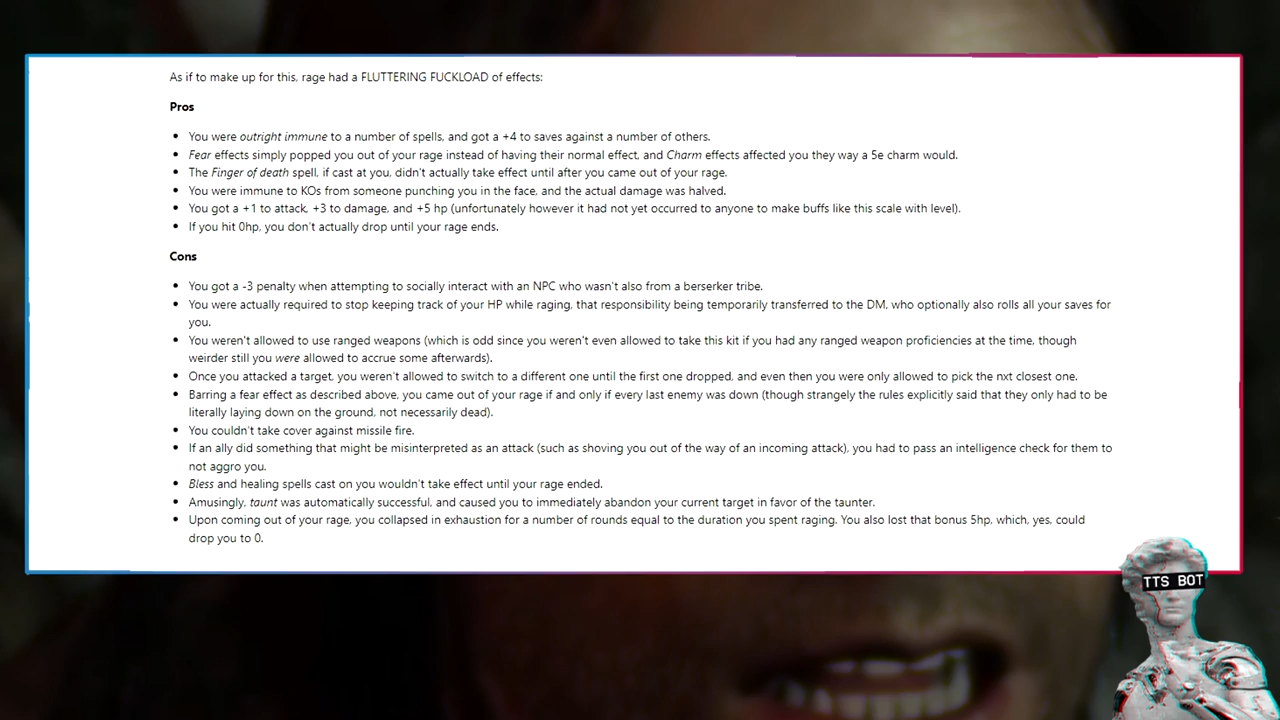 As if to make up for this, rage had a FLUTTERING FUCKLOAD of effects:
Pros
• You were outright immune to a number of spells, and got a +4 to saves against a number of others.
• Fear effects simply popped you out of your rage instead of having their normal effect, and Charm effects affected you they way a 5e charm would.
• The Finger of death spell, if cast at you, didn't actually take effect until after you came out of your rage.
• You were immune to KOs from someone punching you in the face, and the actual damage was halved.
• You got a +1 to attack, +3 to damage, and +5 hp (unfortunately however it had not yet occurred to anyone to make buffs like this scale with level).
• If you hit 0hp, you don't actually drop until your rage ends.
Cons
• You got a -3 penalty when attempting to socially interact with an NPC who wasn't also from a berserker tribe.
• You were actually required to stop keeping track of your HP while raging, that responsibility being temporarily transferred to the DM, who optionally also rolls all your saves for
you.
• You weren't allowed to use ranged weapons (which is odd since you weren't even allowed to take this kit if you had any ranged weapon proficiencies at the time, though
weirder still you were allowed to accrue some afterwards).
• Once you attacked a target, you weren't allowed to switch to a different one until the first one dropped, and even then you were only allowed to pick the nxt closest one.
• Barring a fear effect as described above, you came out of your rage if and only if every last enemy was down (though strangely the rules explicitly said that they only had to be
literally laying down on the ground, not necessarily dead).
• You couldn't take cover against missile fire.
• If an ally did something that might be misinterpreted as an attack (such as shoving you out of the way of an incoming attack), you had to pass an intelligence check for them to
not aggro you.
• Bless and healing spells cast on you wouldn't take effect until your rage ended.
• Amusingly, taunt was automatically successful, and caused you to immediately abandon your current target in favor of the taunter.
• Upon coming out of your rage, you collapsed in exhaustion for a number of rounds equal to the duration you spent raging. You also lost that bonus 5hp, which, yes, could
drop you to 0.
TTS BOT